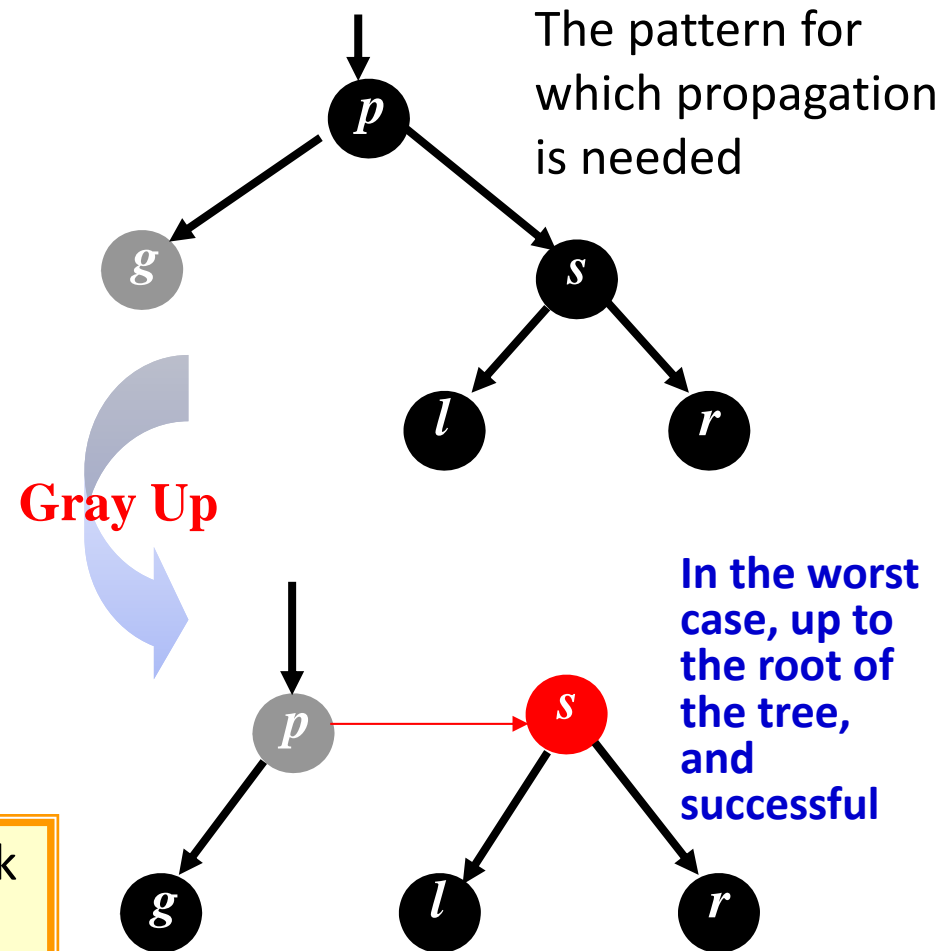 The pattern for
which propagation
is needed
p
g
s
l
r
Gray Up
In the worst
case, up to
the root of
the tree,
and
successful
p
s
g
l
r